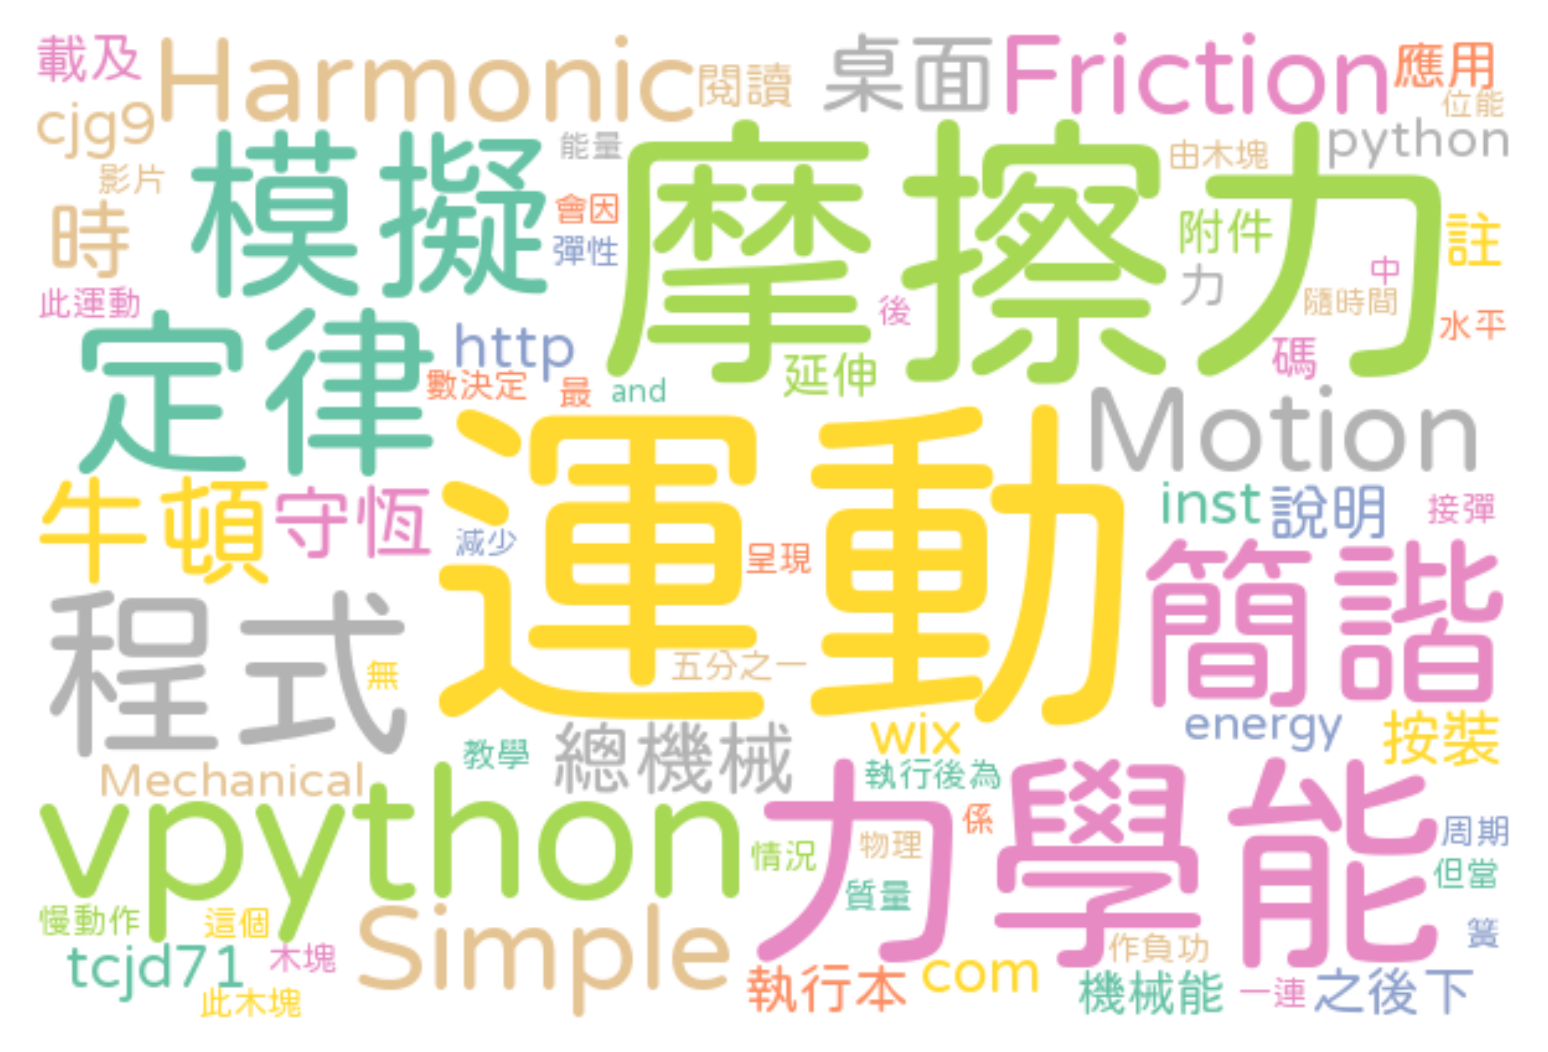 載及
Harmonic
閱讀
桌面
Friction
應用
位能
cjg9
影片
模擬
能量
摩擦力
由木塊
python
時
會因
彈性
附件
力
註
中
隨時間
此運動
定律
http
後
水平
碼
數決定
最
and
延伸
運動
Motion
牛頓
守恆
減少
呈現
inst
說明
接彈
程式
無
五分之一
簡諧
總機械
wix
energy
按裝
教學
執行後為
Mechanical
vpython
力學能
係
物理
情況
質量
周期
但當
慢動作
這個
Simple
作負功
簧
tcjd71
木塊
此木塊
執行本
com
機械能
一連
之後下